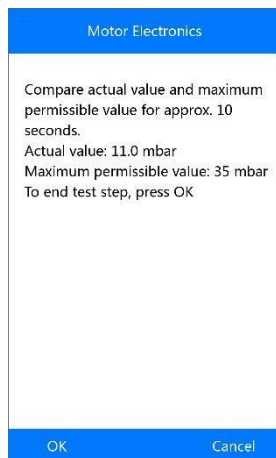 Motor Electronics
Compare actual value and maximum
permissible value for approx. 10
seconds.
Actual value: 11.0 mbar
Maximum permissible value: 35 mbar
To end test step, press OK
OK
Cancel